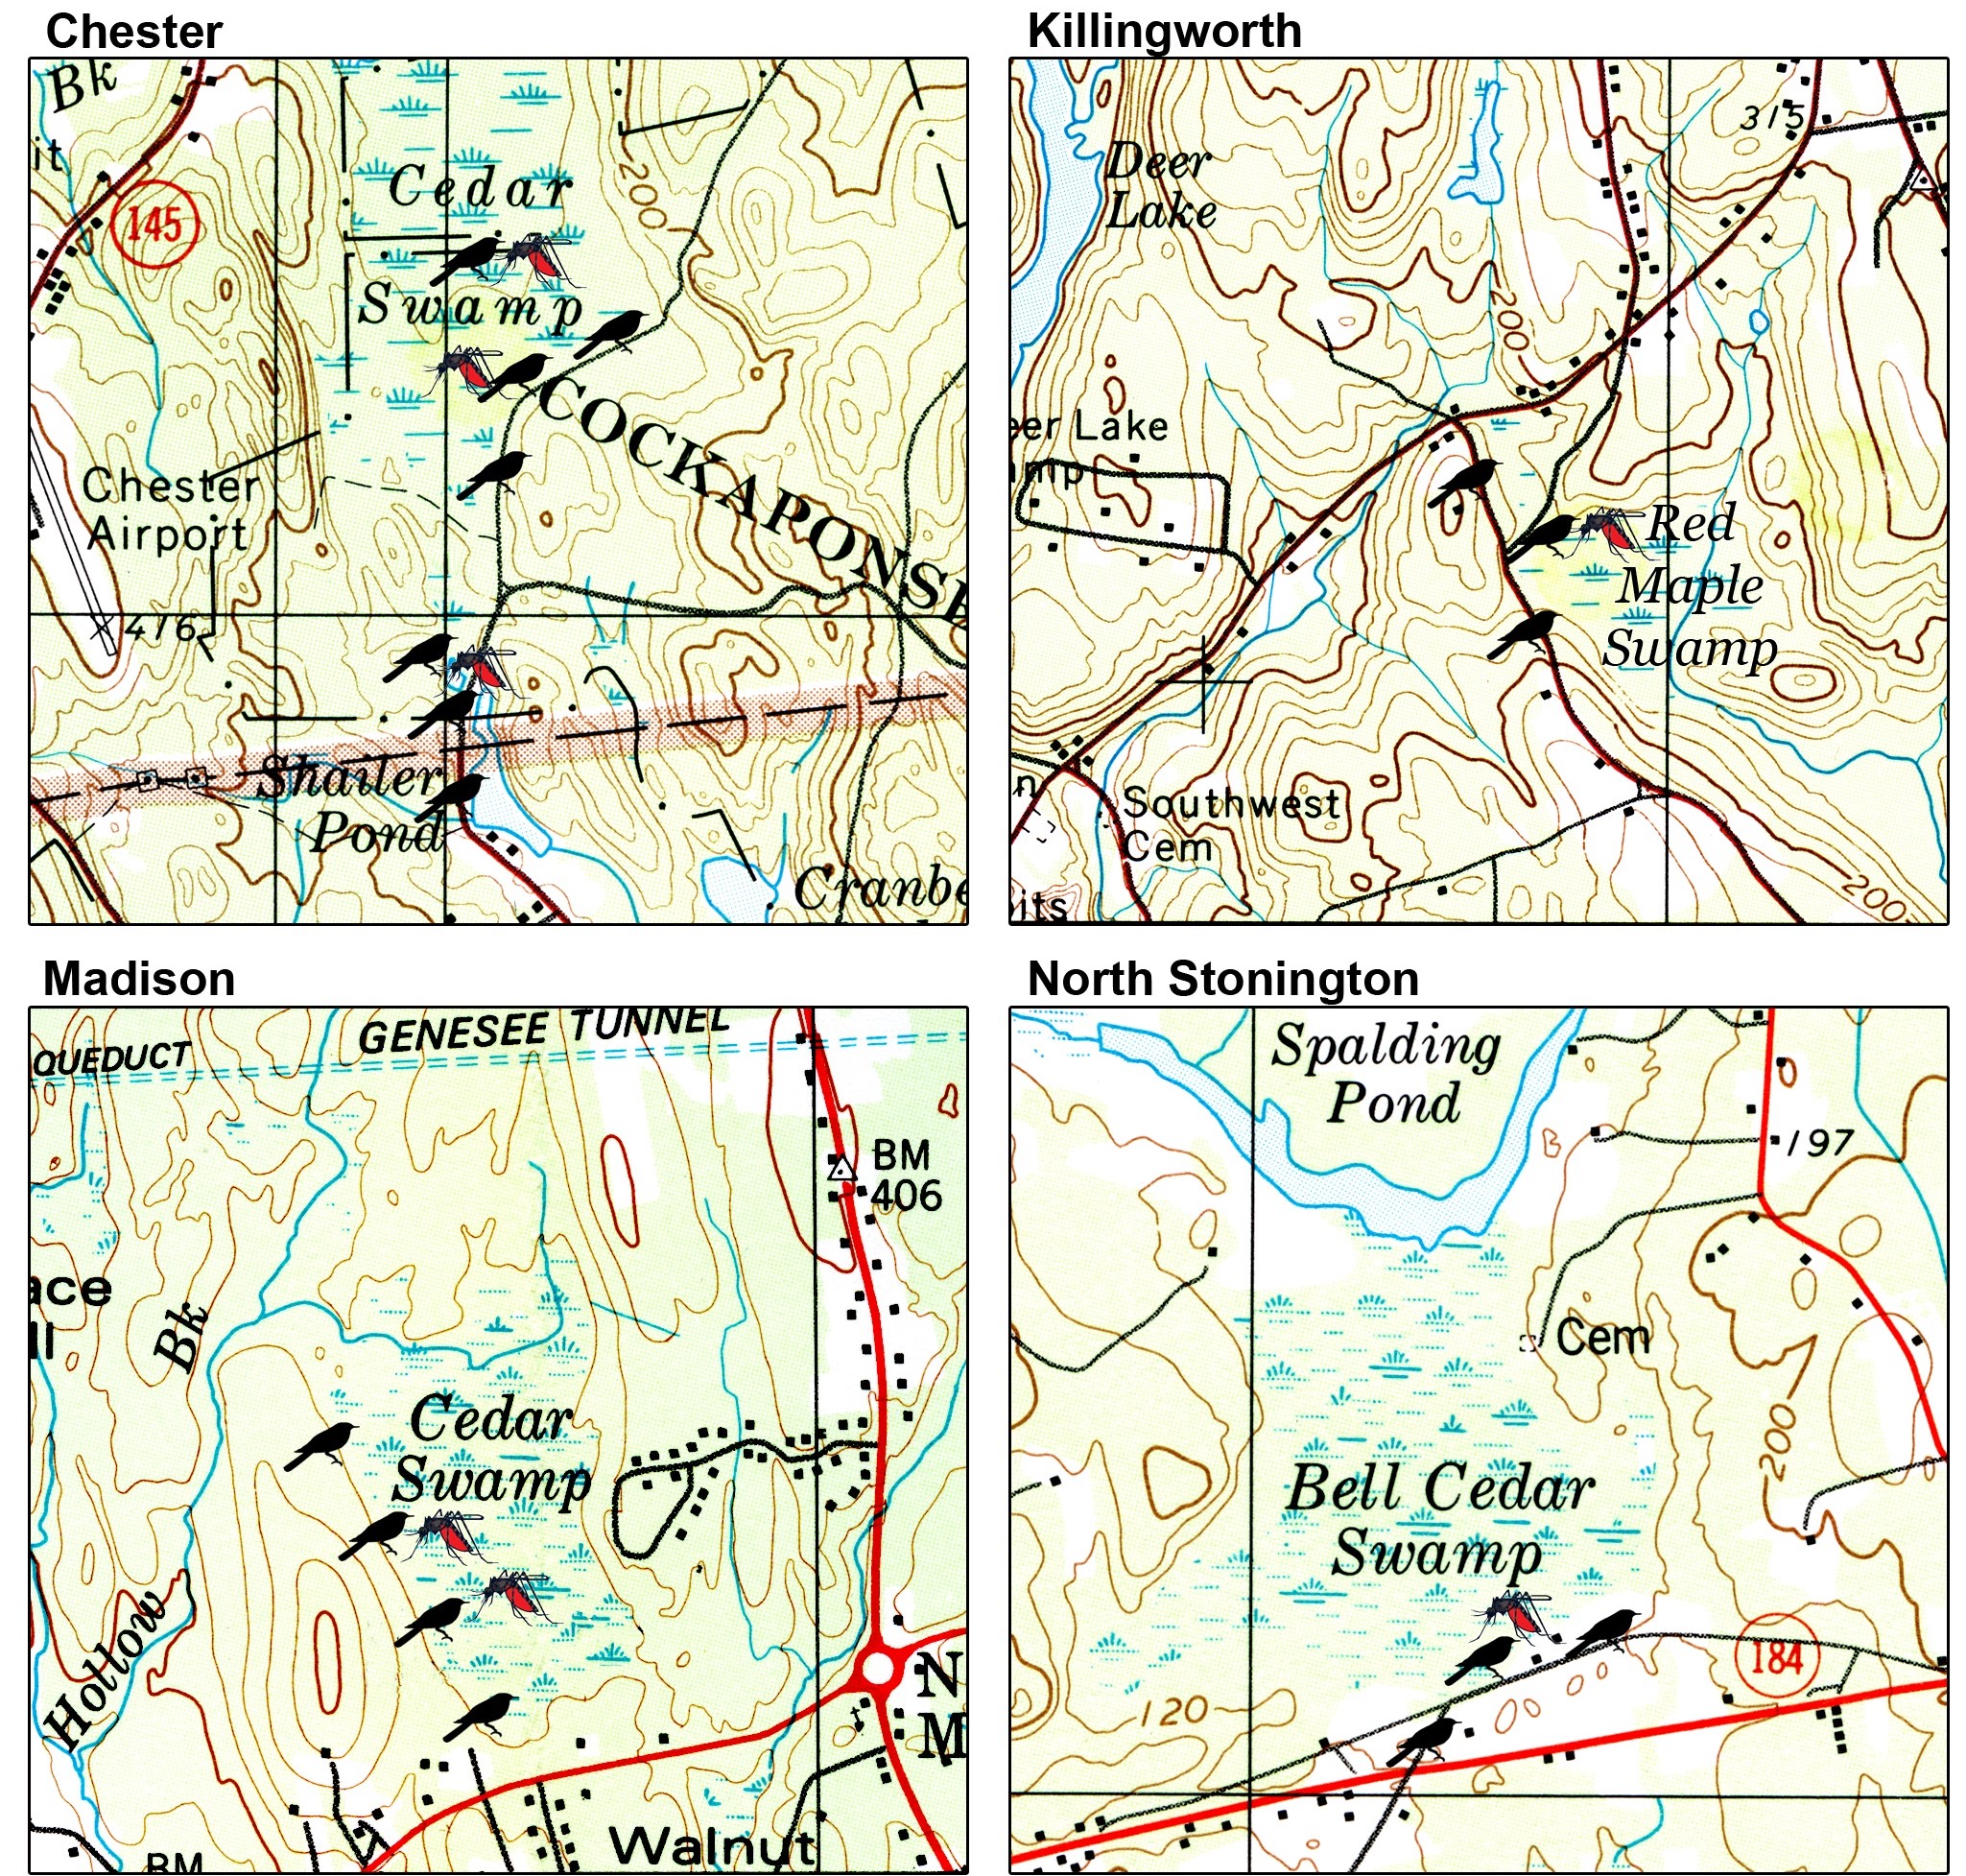 Chester
Bk
it
145
Cedar
Swamp
200
COCKAPONSE
Chester
Airport
416
Shailer
Pond
Cranbe
Killingworth
Deer
Lake
315
200
eer Lake
mp
Red
Maple
Swamp
n
Southwest
Cem
its
200
Madison
QUEDUCT
GENESEE TUNNEL
BM
406
ace
ll
Bk
Cedar
Swamp
Hollow
N
M
Walnut
BM
North Stonington
Spalding
Pond
197
Cem
200
Bell Cedar
Swamp
184
120